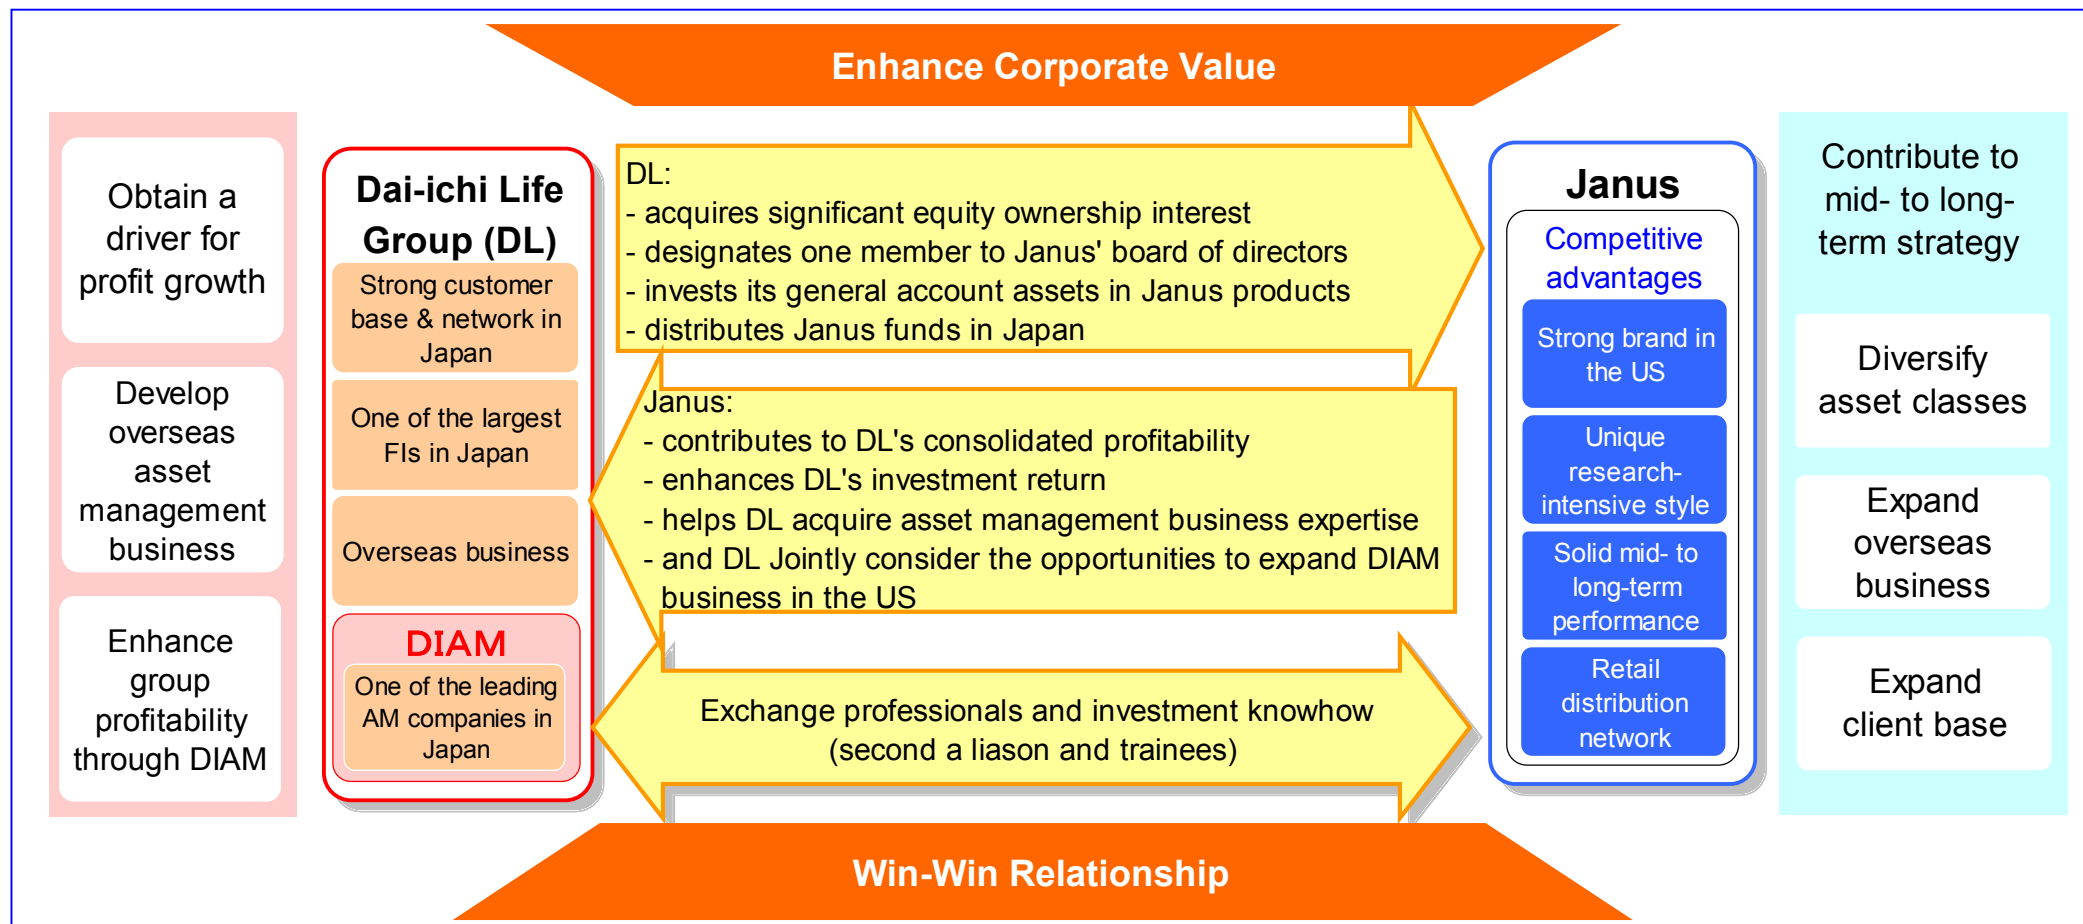 Enhance Corporate Value
Obtain a
driver for
profit growth
Develop
overseas
asset
management
business
Enhance
group
profitability
through DIAM
Dai-ichi Life
Group (DL)
Strong customer
base & network in
Japan
One of the largest
FIs in Japan
Overseas business
DIAM
One of the leading
AM companies in
Japan
DL:
- acquires significant equity ownership interest
- designates one member to Janus' board of directors
- invests its general account assets in Janus products
- distributes Janus funds in Japan
Janus:
- contributes to DL's consolidated profitability
- enhances DL's investment return
- helps DL acquire asset management business expertise
- and DL Jointly consider the opportunities to expand DIAM
business in the US
Exchange professionals and investment knowhow
(second a liason and trainees)
Janus
Competitive
advantages
Strong brand in
the US
Unique
research-
intensive style
Solid mid- to
long-term
performance
Retail
distribution
network
Contribute to
mid- to long-
term strategy
Diversify
asset classes
Expand
overseas
business
Expand
client base
Win-Win Relationship